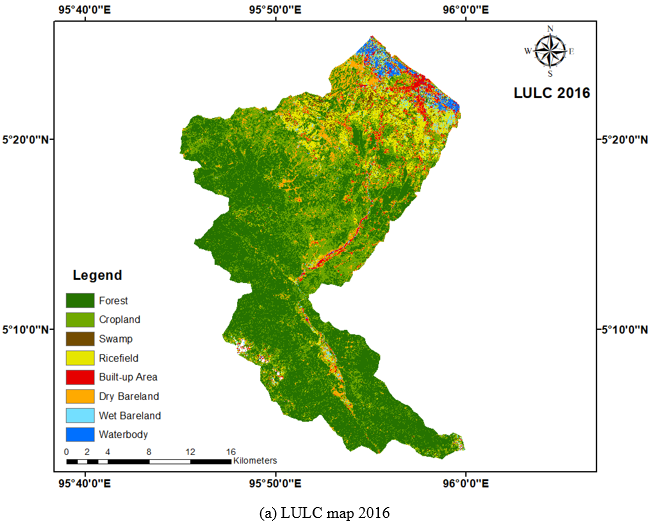 95°40'0"E 95°50'0"E 96°0'0"E
N
W E
S
LULC 2016
5°20'0"N 5°20'0"N
Legend
Forest
5°10'0"N 5°10'0"N
Cropland
Swamp
Ricefield
Built-up Area
Dry Bareland
Wet Bareland
Waterbody
0 2 4 8 12 16
Kilometers
95°40'0"E 95°50'0"E 96°0'0"E
(a) LULC map 2016